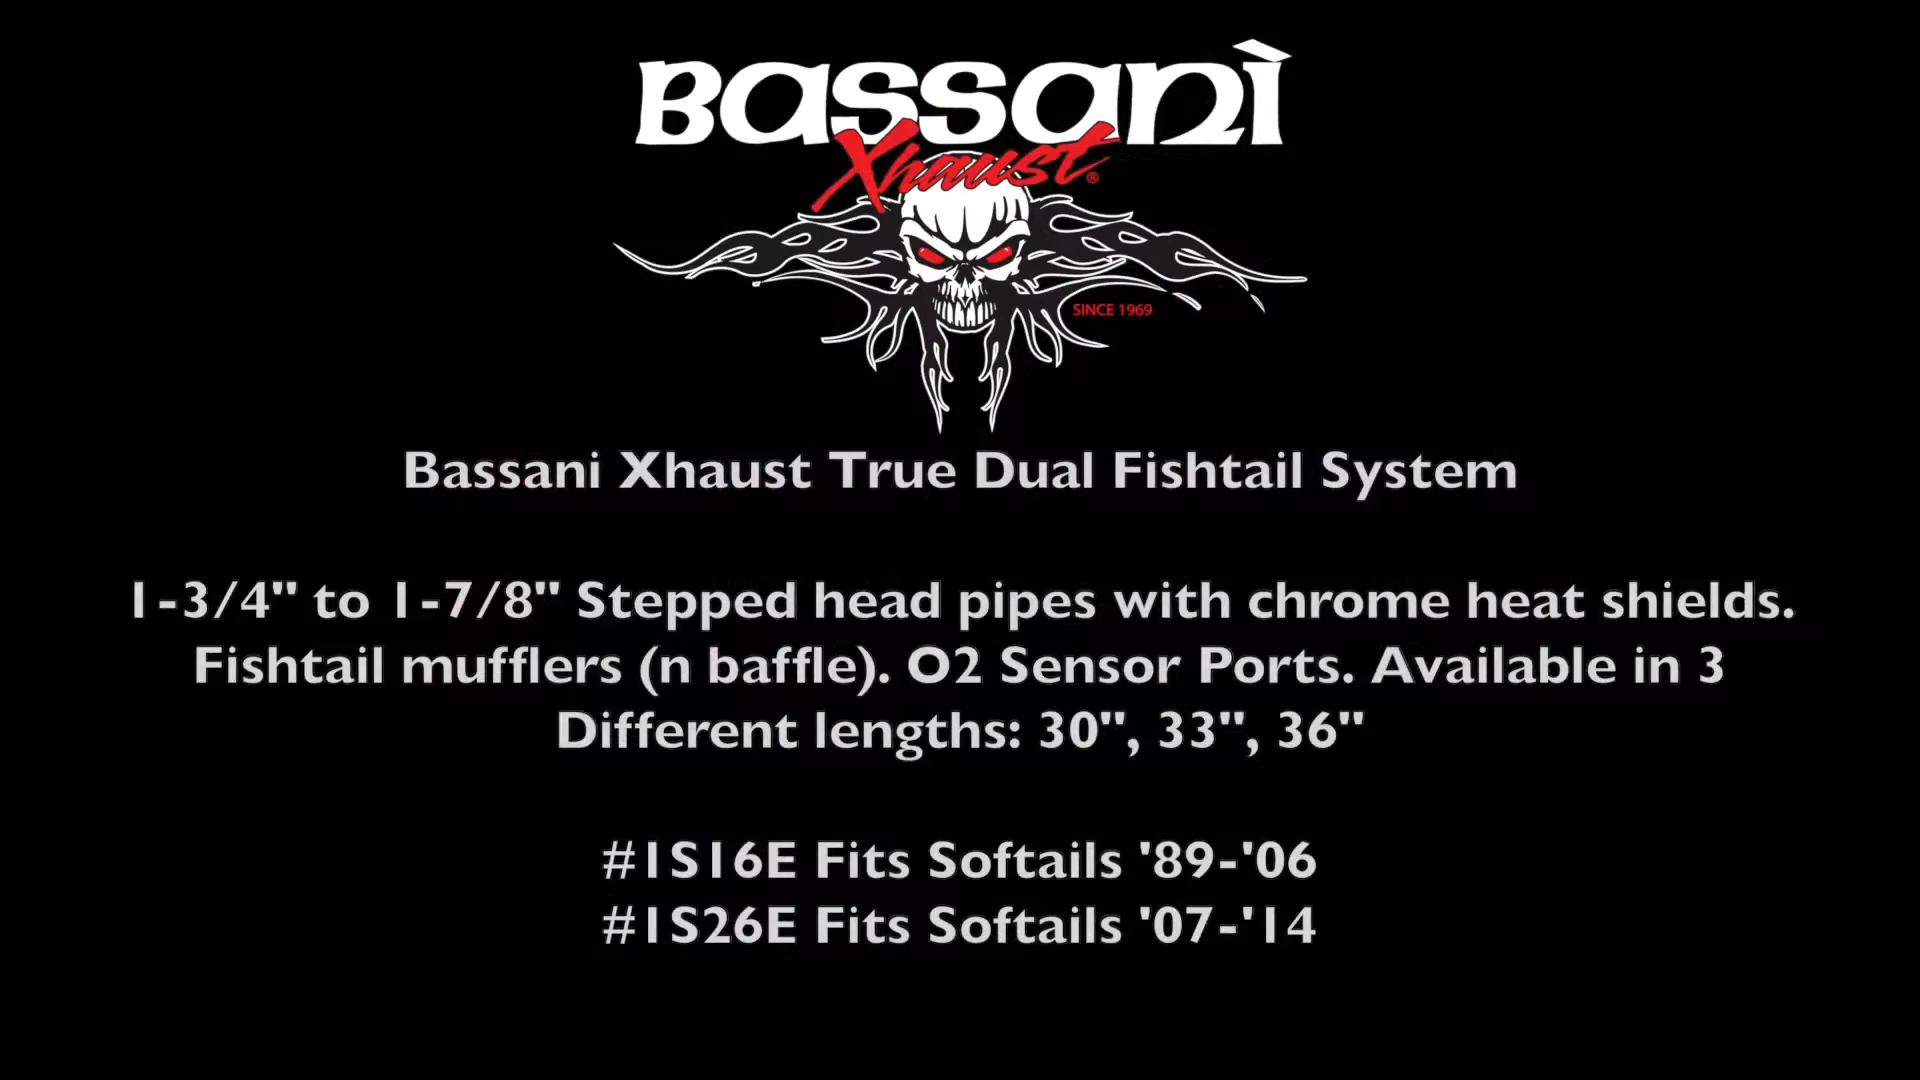 Bassanì
Xhaust®
SINCE 1969
Bassani Xhaust True Dual Fishtail System
1-3/4" to 1-7/8" Stepped head pipes with chrome heat shields.
Fishtail mufflers (n baffle). O2 Sensor Ports. Available in 3
Different lengths: 30", 33", 36"
#1S16E Fits Softails '89-'06
#1S26E Fits Softails '07-'14